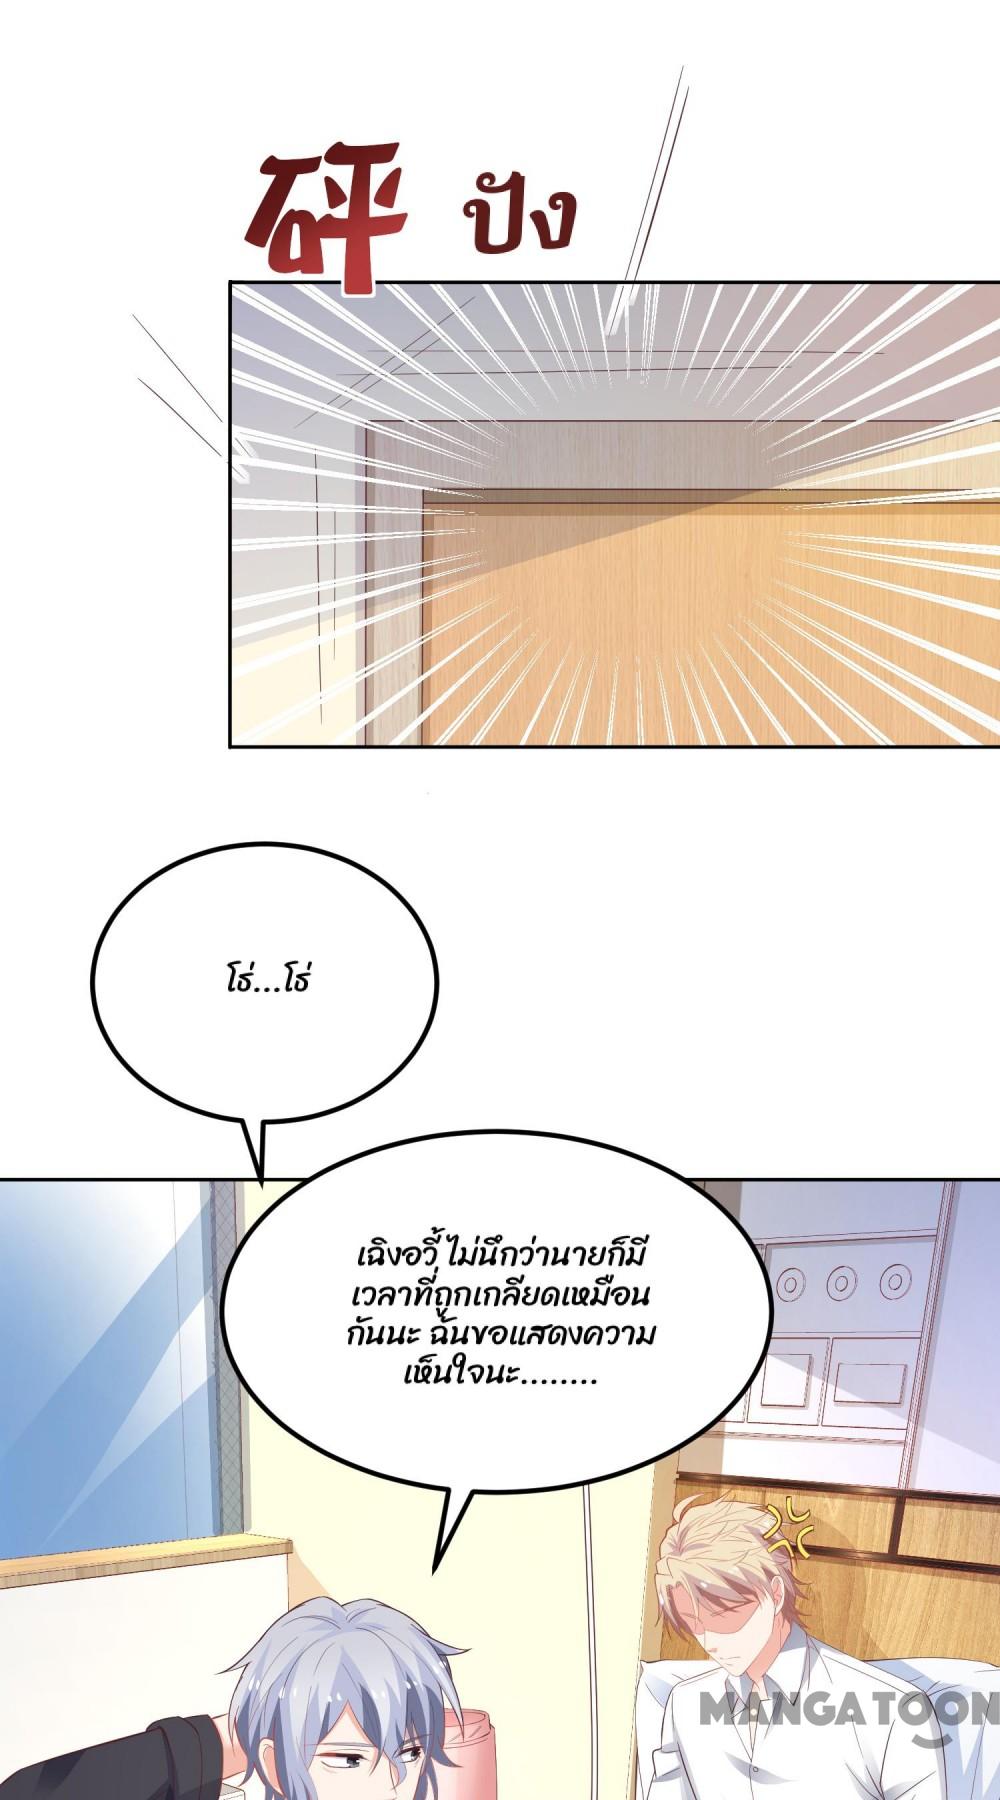 砰 ปัง
โธ่...โธ่
เฉิงอวี้ ไม่นึกว่านายก็มี
เวลาที่ถูกเกลียดเหมือน
กันนะ ฉันขอแสดงความ
เห็นใจนะ........
MANGATOON